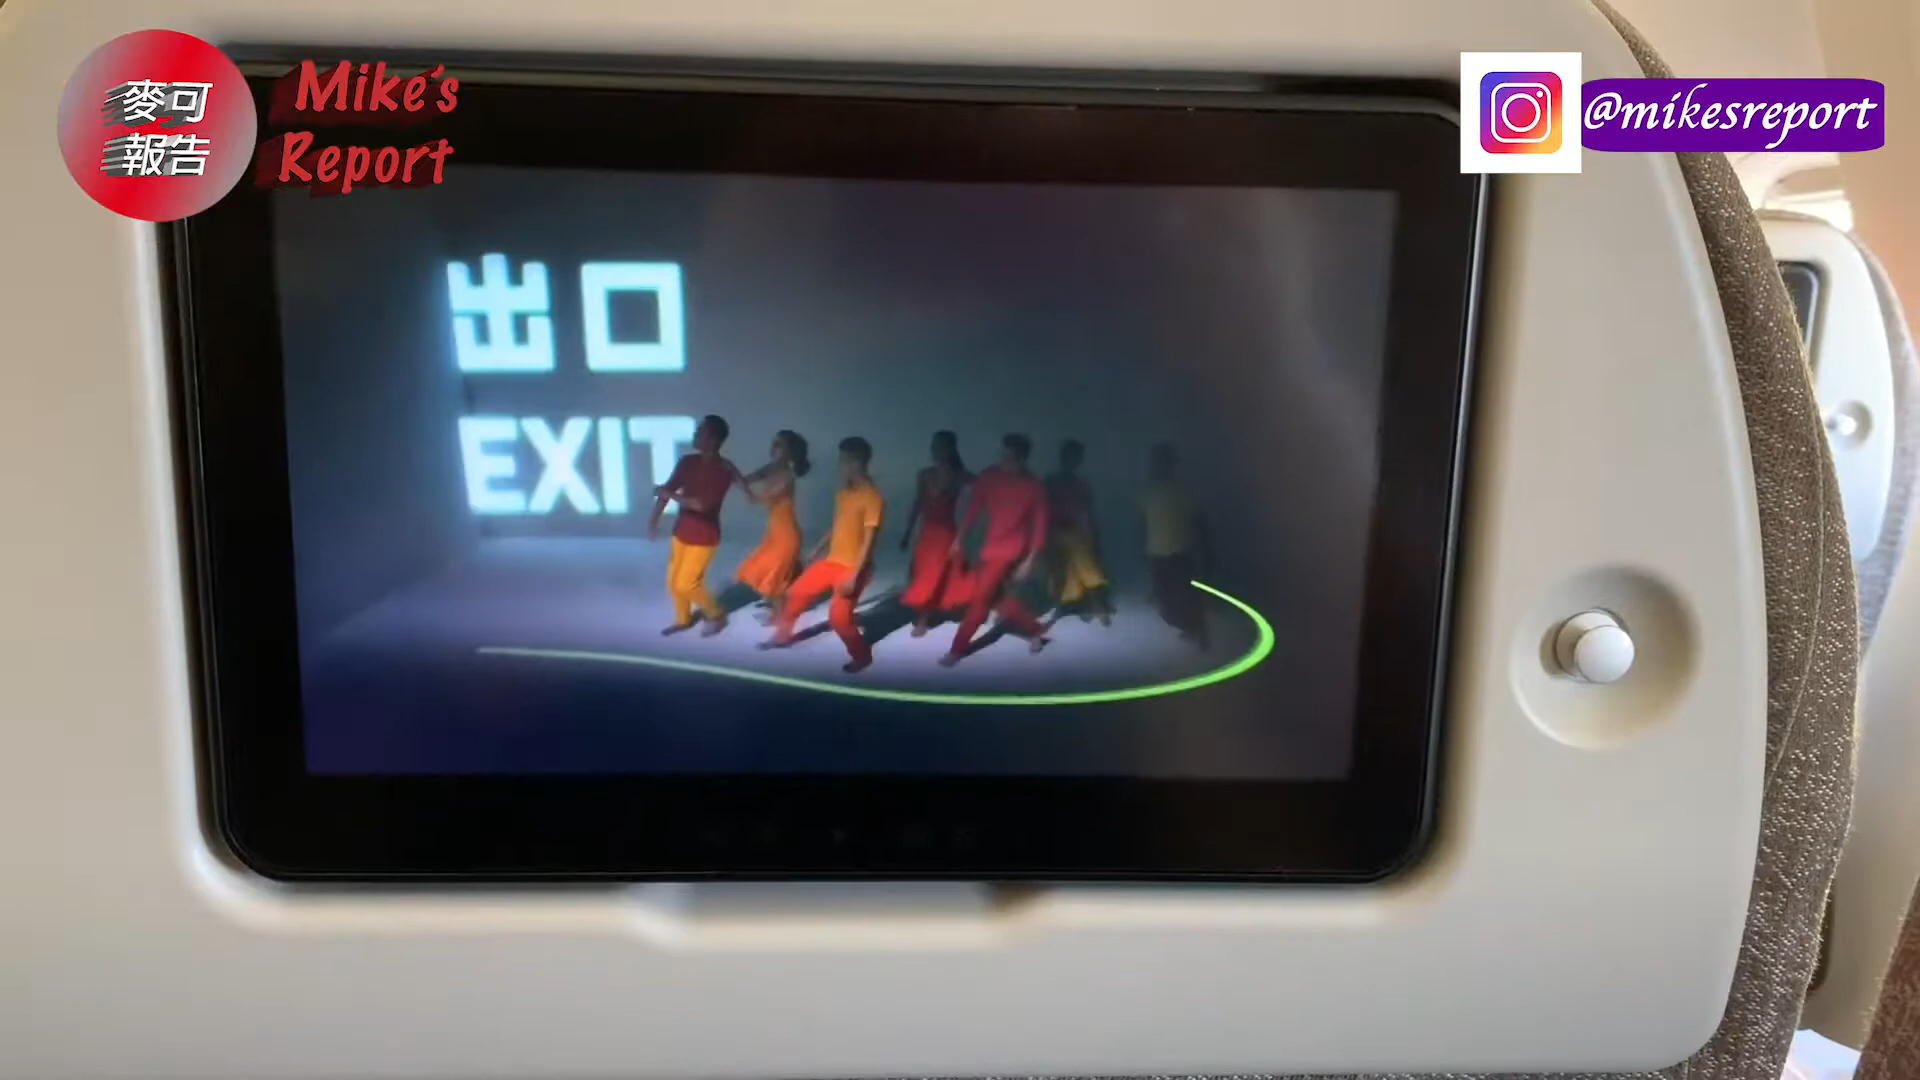 麥可
報告
Mike's
Report
@mikesreport
出口
EXIT